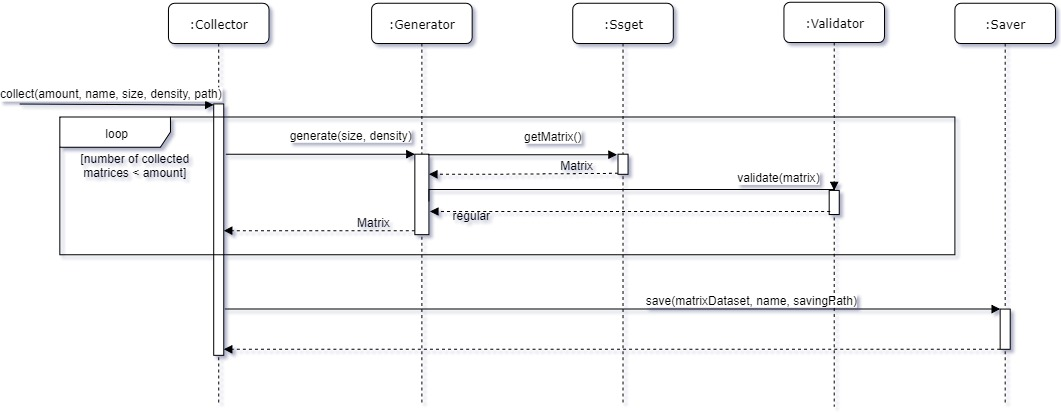 :Collector
:Generator
:Ssget
:Validator
:Saver
collect(amount, name, size, density, path)
loop
[number of collected
matrices < amount]
generate(size, density)
getMatrix()
Matrix
validate(matrix)
regular
Matrix
save(matrixDataset, name, savingPath)